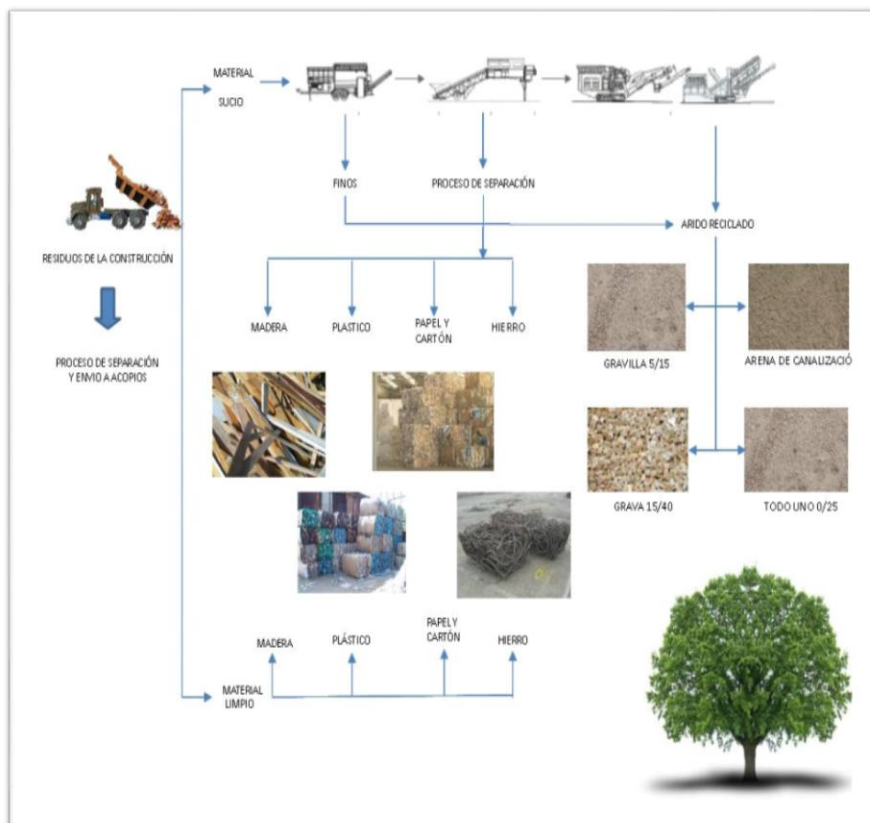 MATERIAL
SUCIO
FINOS
PROCESO DE SEPARACIÓN
ARIDO RECICLADO
RESIDUOS DE LA CONSTRUCCIÓN
PROCESO DE SEPARACIÓN
Y ENVIO A ACOPIOS
MADERA
PLASTICO
PAPEL Y
CARTÓN
HIERRO
GRAVILLA 5/15
ARENA DE CANALIZACIÓ
GRAVA 15/40
TODO UNO 0/25
MADERA
PLÁSTICO
PAPEL Y
CARTÓN
HIERRO
MATERIAL
LIMPIO